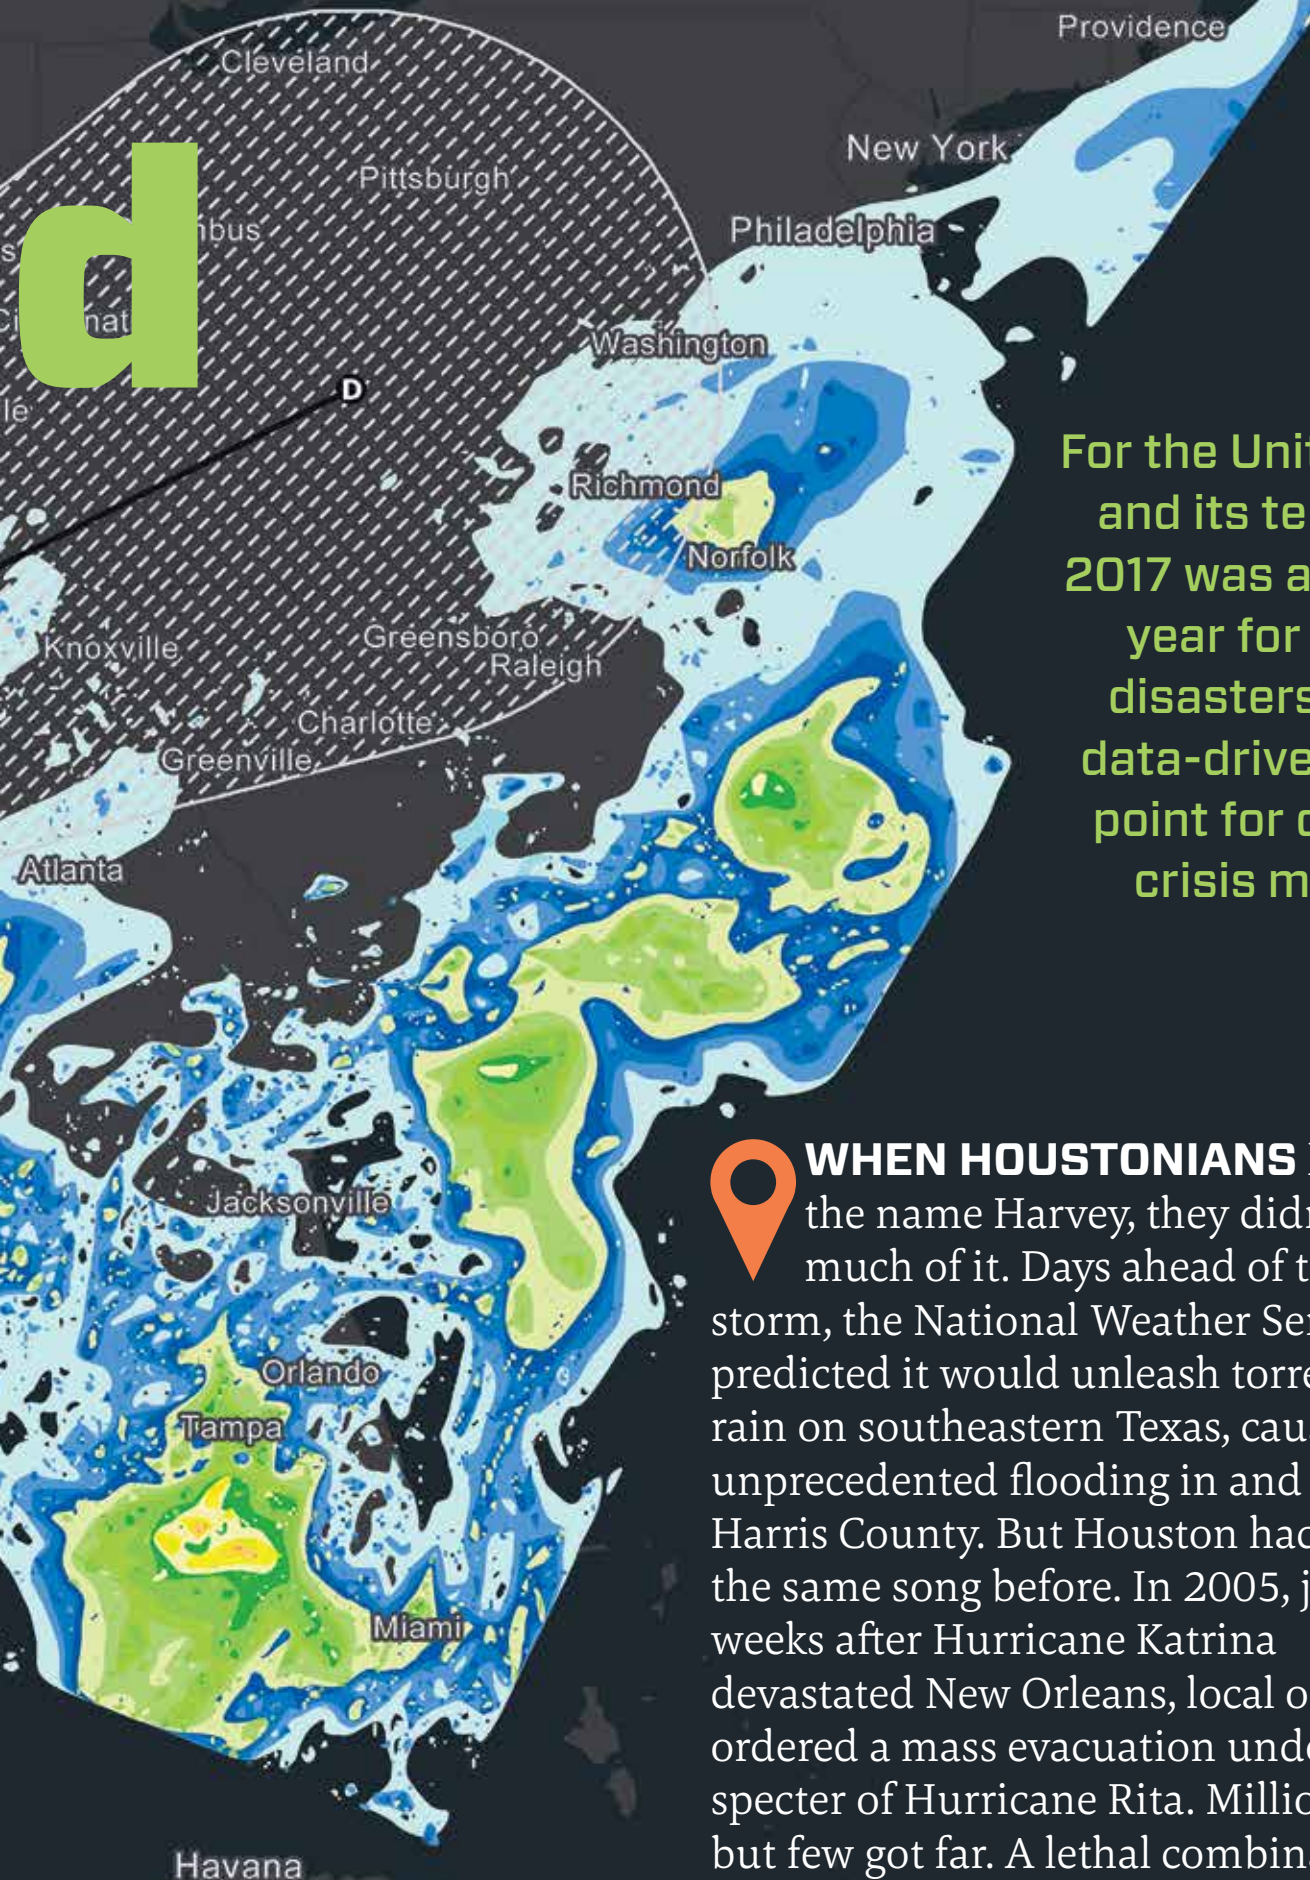 Providence
Cleveland
New York
Pittsburgh
Philadelphia
d
Washington
D
Richmond
Norfolk
Knoxville
Greensboro
Raleigh
Charlotte
Greenville
Atlanta
Jacksonville
Orlando
Tampa
Miami
Havana
For the Unit
and its te
2017 was a
year for
disasters
data-drive
point for
crisis m
WHEN HOUSTONIANS
the name Harvey, they didn
much of it. Days ahead of t
storm, the National Weather Se
predicted it would unleash torre
rain on southeastern Texas, cau
unprecedented flooding in and
Harris County. But Houston had
the same song before. In 2005, j
weeks after Hurricane Katrina
devastated New Orleans, local o
ordered a mass evacuation unde
specter of Hurricane Rita. Millio
but few got far. A lethal combin